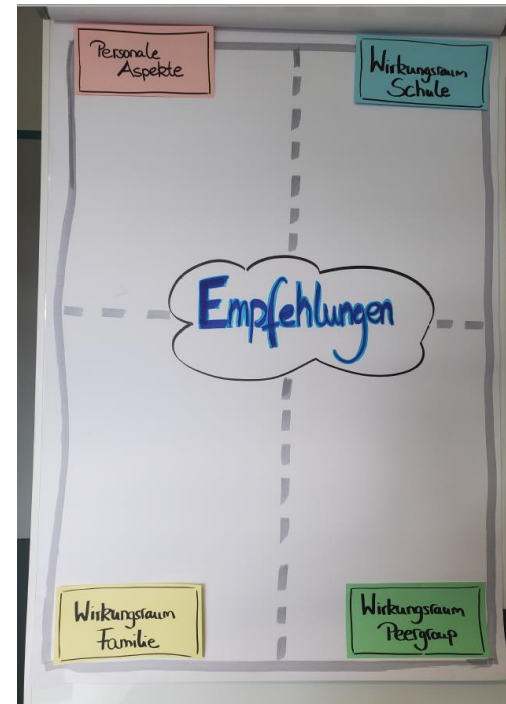 Personale
Aspekte
Wirkungsraum
Schule
Empfehlungen
Wirkungsraum
Familie
Wirkungsraum
Peergroup